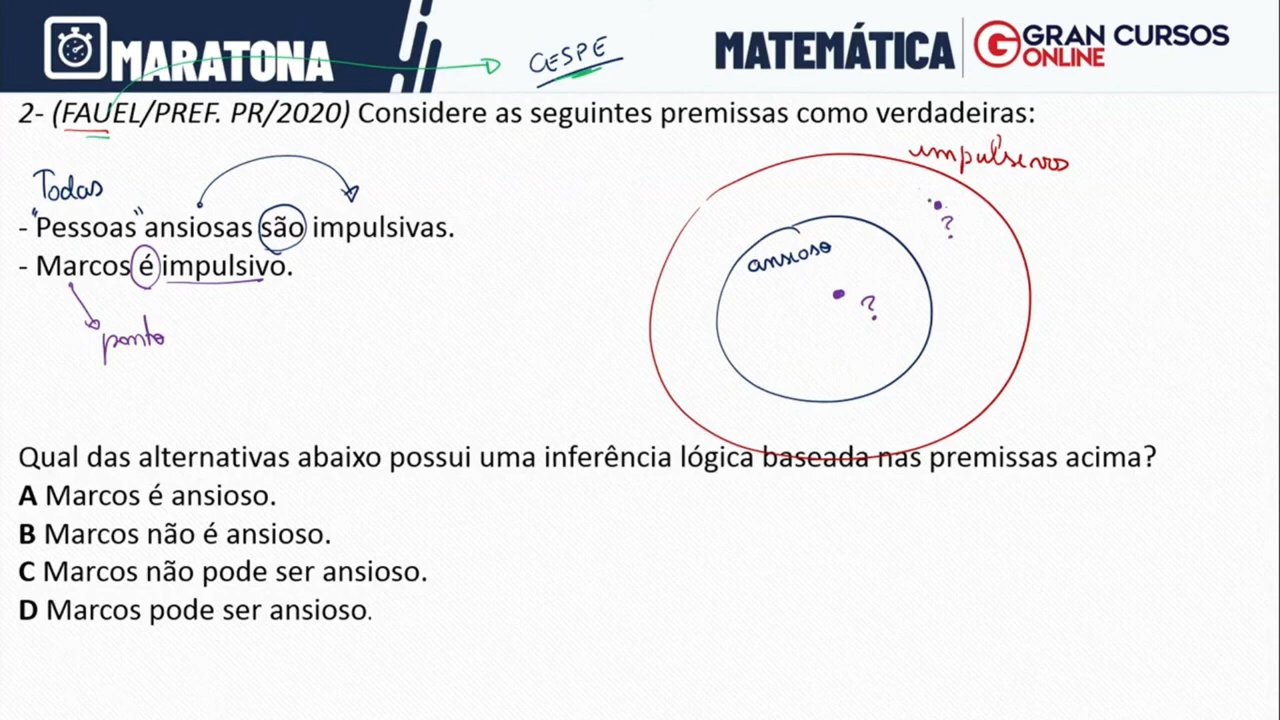 MARATONA
CESPE
MATEMÁTICA
GRAN CURSOS
ONLINE
2- (FAUEL/PREF. PR/2020) Considere as seguintes premissas como verdadeiras:
impulsivos
Todas
- "Pessoas" ansiosas são impulsivas.
ansioso
?
- Marcos é impulsivo.
?
ponto
Qual das alternativas abaixo possui uma inferência lógica baseada nas premissas acima?
A Marcos é ansioso.
B Marcos não é ansioso.
C Marcos não pode ser ansioso.
D Marcos pode ser ansioso.